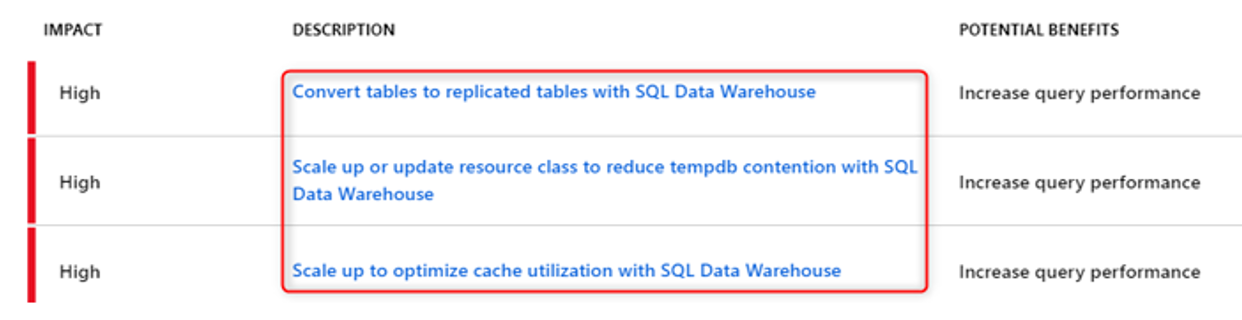 IMPACT DESCRIPTION POTENTIAL BENEFITS
High Convert tables to replicated tables with SQL Data Warehouse Increase query performance
Scale up or update resource class to reduce tempdb contention with SQL
High Increase query performance
Data Warehouse
High Scale up to optimize cache utilization with SQL Data Warehouse Increase query performance